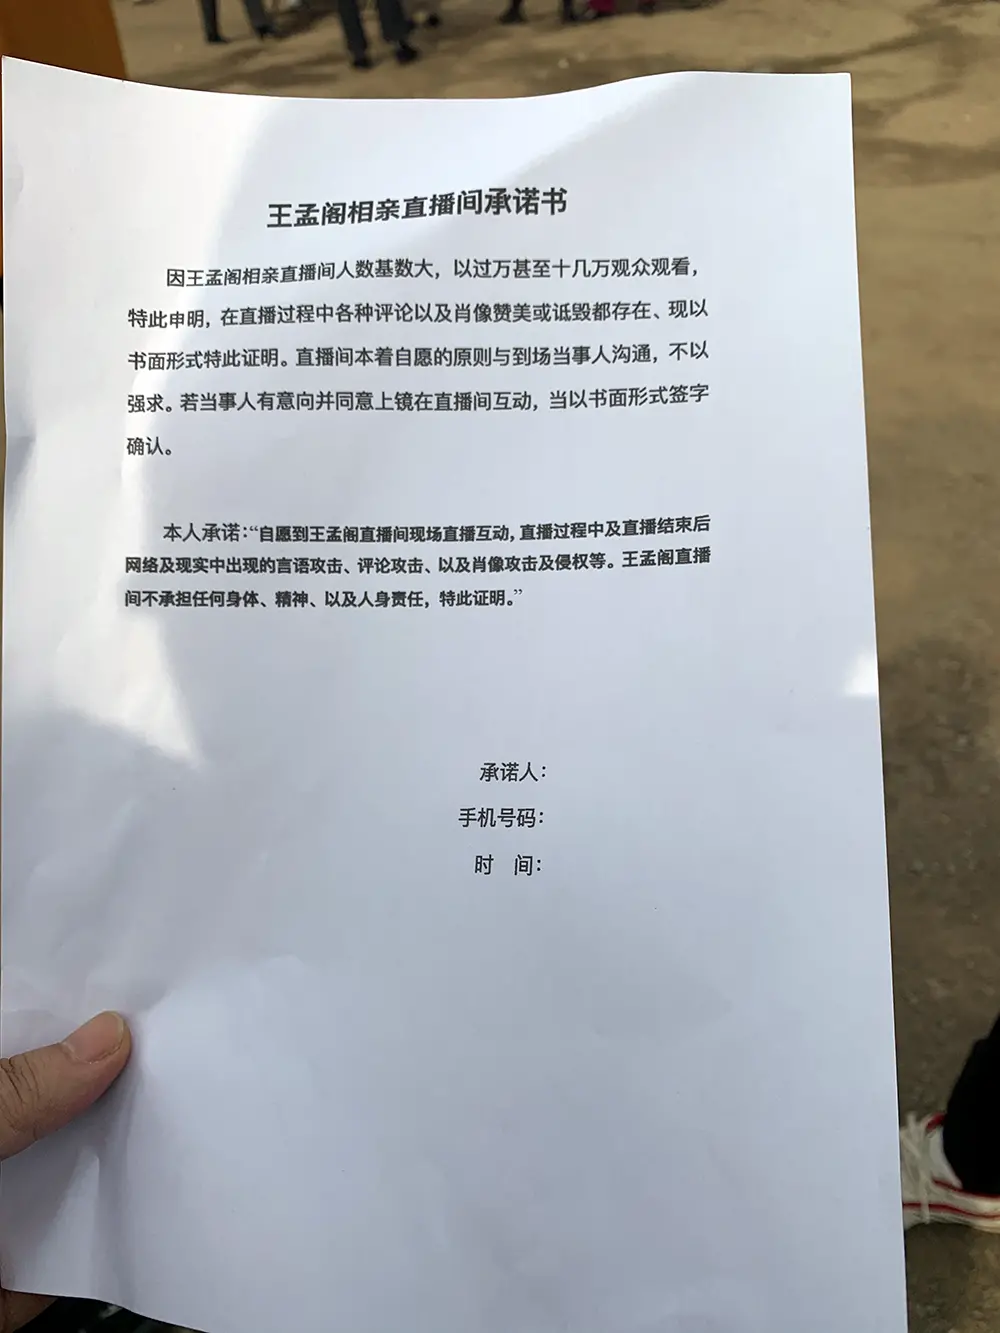 王孟阁相亲直播间承诺书
因王孟阁相亲直播间人数基数大，以过万甚至十几万观众观看，
特此申明，在直播过程中各种评论以及肖像赞美或诋毁都存在、现以
书面形式特此证明。直播间本着自愿的原则与到场当事人沟通，不以
强求。若当事人有意向并同意上镜在直播间互动，当以书面形式签字
确认。
本人承诺：“自愿到王孟阁直播间现场直播互动，直播过程中及直播结束后
网络及现实中出现的言语攻击、评论攻击、以及肖像攻击及侵权等。王孟阁直播
间不承担任何身体、精神、以及人身责任，特此证明。”
承诺人：
手机号码：
时　间：